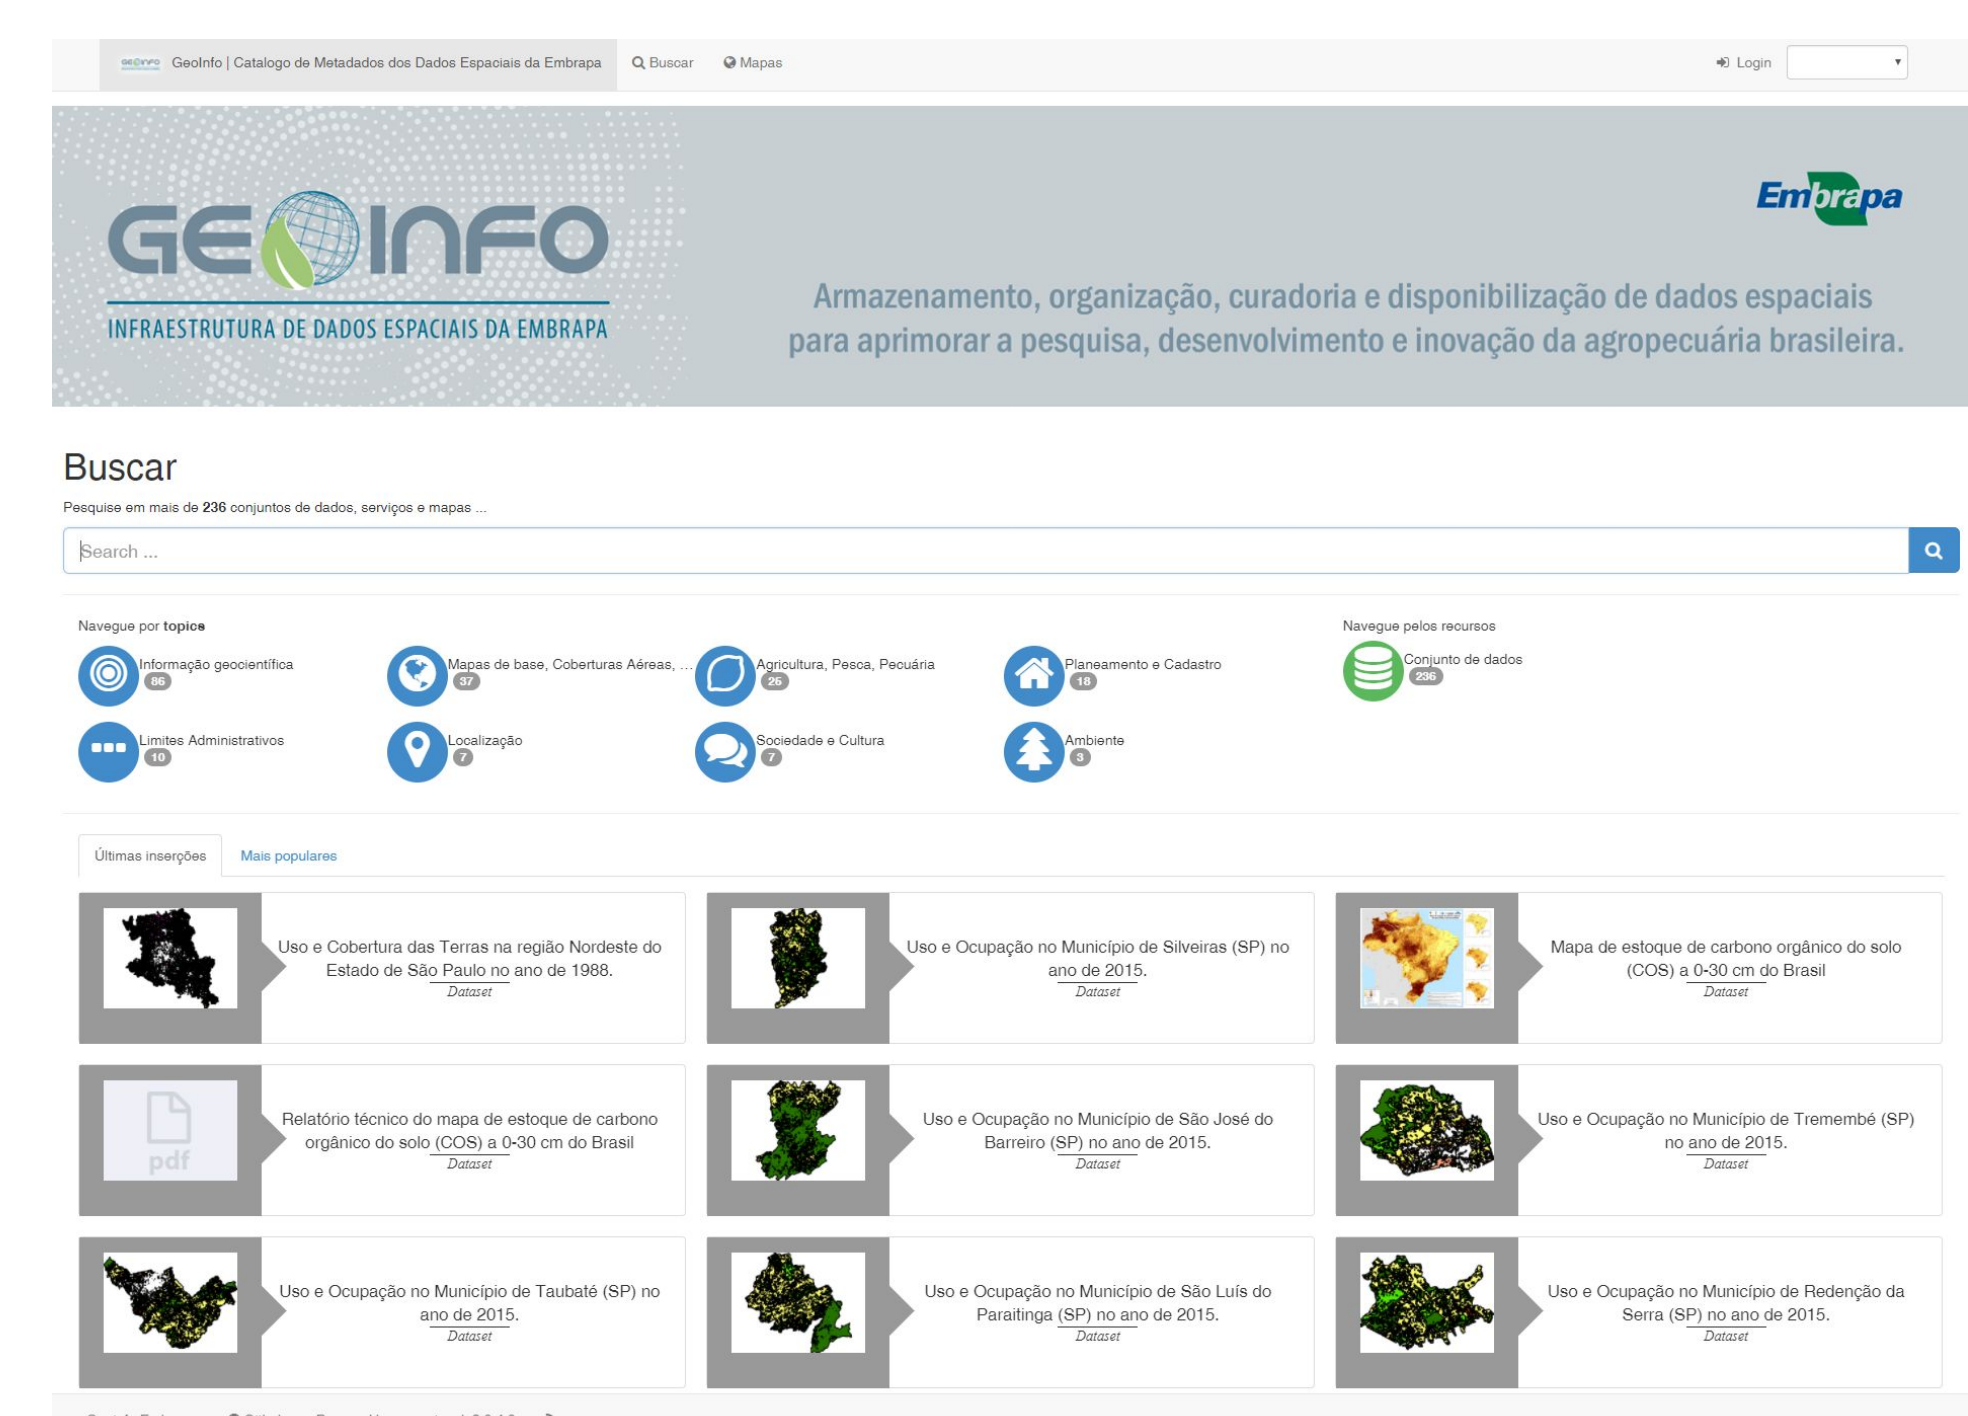 GEOINFO GeoInfo | Catalogo de Metadados dos Dados Espaciais da Embrapa Buscar Mapas Login
GEOINFO
INFRAESTRUTURA DE DADOS ESPACIAIS DA EMBRAPA
Embrapa
Armazenamento, organização, curadoria e disponibilização de dados espaciais
para aprimorar a pesquisa, desenvolvimento e inovação da agropecuária brasileira.
Buscar
Pesquise em mais de 236 conjuntos de dados, serviços e mapas ...
Search ...
Navegue por topics
Informação geocientífica
86
Mapas de base, Coberturas Aéreas, ...
37
Agricultura, Pesca, Pecuária
26
Planeamento e Cadastro
18
Limites Administrativos
10
Localização
7
Sociedade e Cultura
7
Ambiente
3
Navegue pelos recursos
Conjunto de dados
236
Últimas inserções Mais populares
Uso e Cobertura das Terras na região Nordeste do
Estado de São Paulo no ano de 1988.
Dataset
Uso e Ocupação no Município de Silveiras (SP) no
ano de 2015.
Dataset
Mapa de estoque de carbono orgânico do solo
(COS) a 0-30 cm do Brasil
Dataset
pdf
Relatório técnico do mapa de estoque de carbono
orgânico do solo (COS) a 0-30 cm do Brasil
Dataset
Uso e Ocupação no Município de São José do
Barreiro (SP) no ano de 2015.
Dataset
Uso e Ocupação no Município de Tremembé (SP)
no ano de 2015.
Dataset
Uso e Ocupação no Município de Taubaté (SP) no
ano de 2015.
Dataset
Uso e Ocupação no Município de São Luís do
Paraitinga (SP) no ano de 2015.
Dataset
Uso e Ocupação no Município de Redenção da
Serra (SP) no ano de 2015.
Dataset